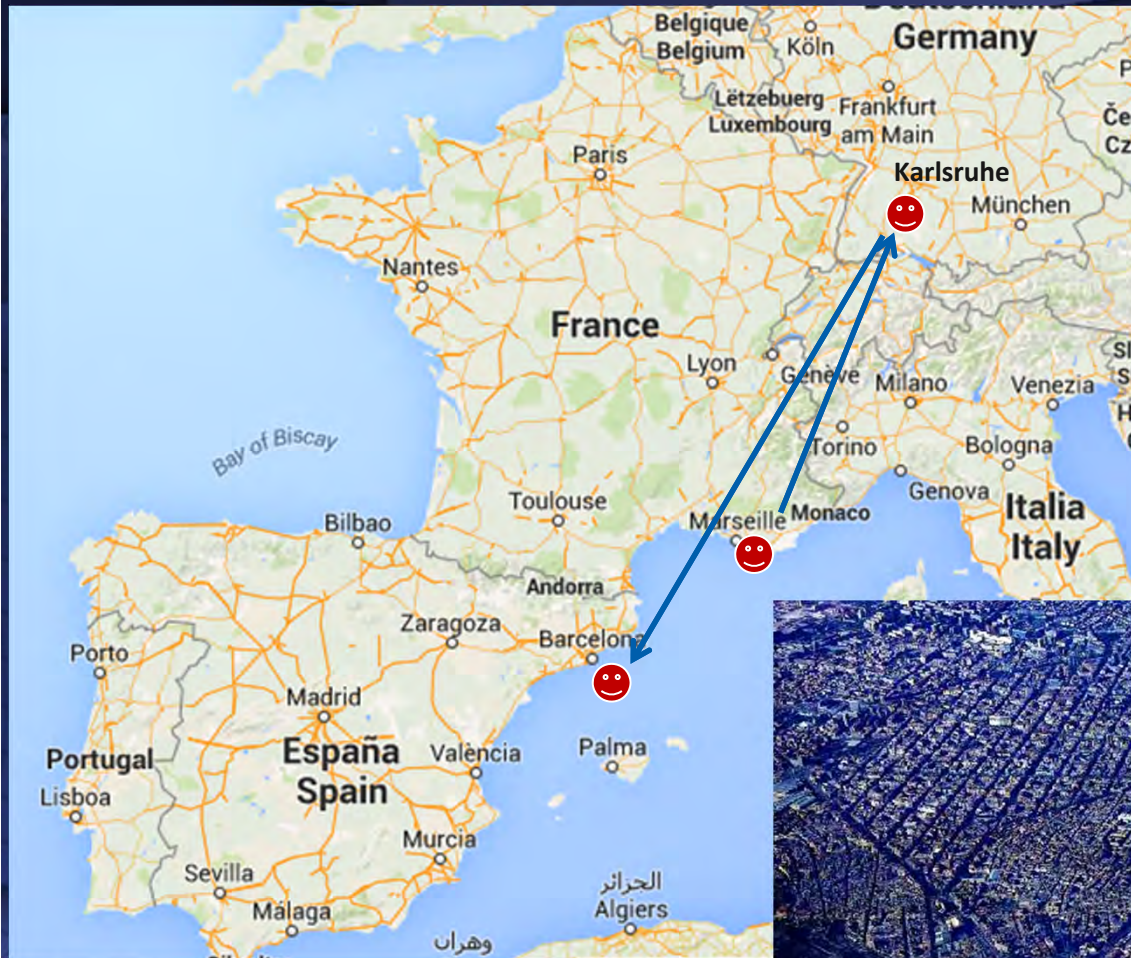 Deutschland
Belgique
Belgium
Köln
Germany
Lëtzebuerg
Luxembourg
Frankfurt
am Main
Paris
Karlsruhe
München
Nantes
France
Lyon
Genève
Milano
Venezia
Torino
Bologna
Bay of Biscay
Genova
Toulouse
Marseille
Monaco
Italia
Italy
Bilbao
Andorra
Zaragoza
Barcelona
Porto
Madrid
España
Spain
València
Palma
Portugal
Lisboa
Murcia
Sevilla
Málaga
الجزائر
Algiers
وهران